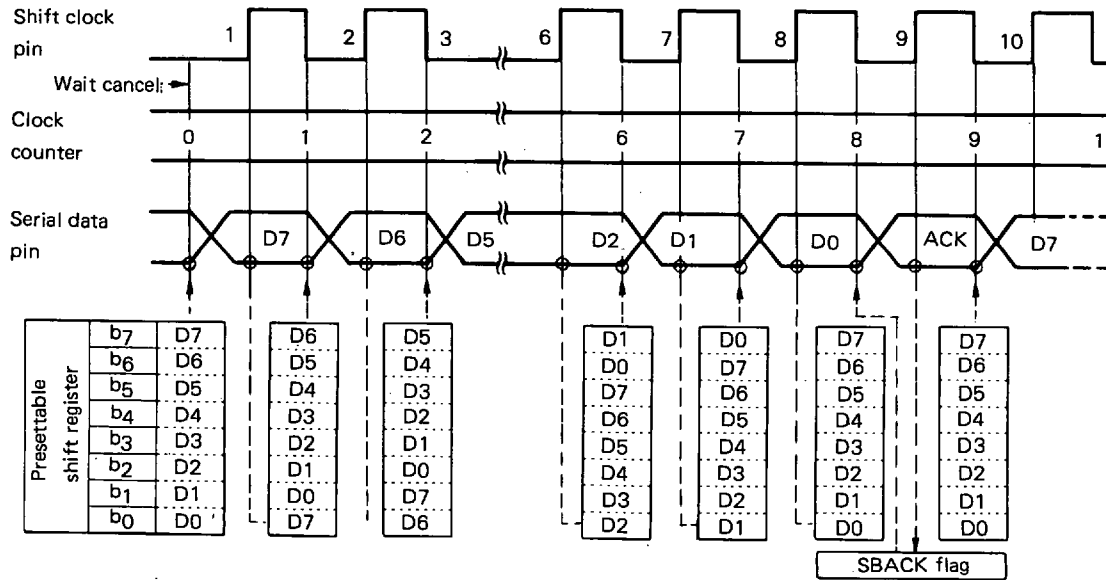 Shift clock
pin
1 2 3 6 7 8 9 10
Wait cancel:
Clock
counter
0 1 2 6 7 8 9 1
Serial data
pin
D7 D6 D5 D2 D1 D0 ACK D7
Presettable
shift register
b7 D7 D6 D5 D1 D0 D7 D7
b6 D6 D5 D4 D0 D7 D6 D6
b5 D5 D4 D3 D7 D6 D5 D5
b4 D4 D3 D2 D6 D5 D4 D4
b3 D3 D2 D1 D5 D4 D3 D3
b2 D2 D1 D0 D4 D3 D2 D2
b1 D1 D0 D7 D3 D2 D1 D1
b0 D0 D7 D6 D2 D1 D0 D0
SBACK flag